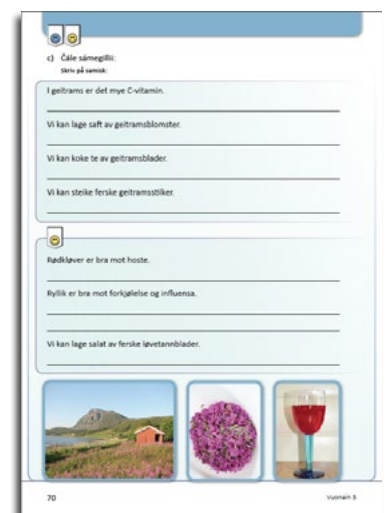 c) Čále sámegillii:
Skriv på samisk:
I geitrams er det mye C-vitamin.
Vi kan lage saft av geitramsblomster.
Vi kan koke te av geitramsblader.
Vi kan steike ferske geitramsstilker.
Rødkløver er bra mot hoste.
Ryllik er bra mot forkjølelse og influensa.
Vi kan lage salat av ferske løvetannblader.
70
Vuonain 3